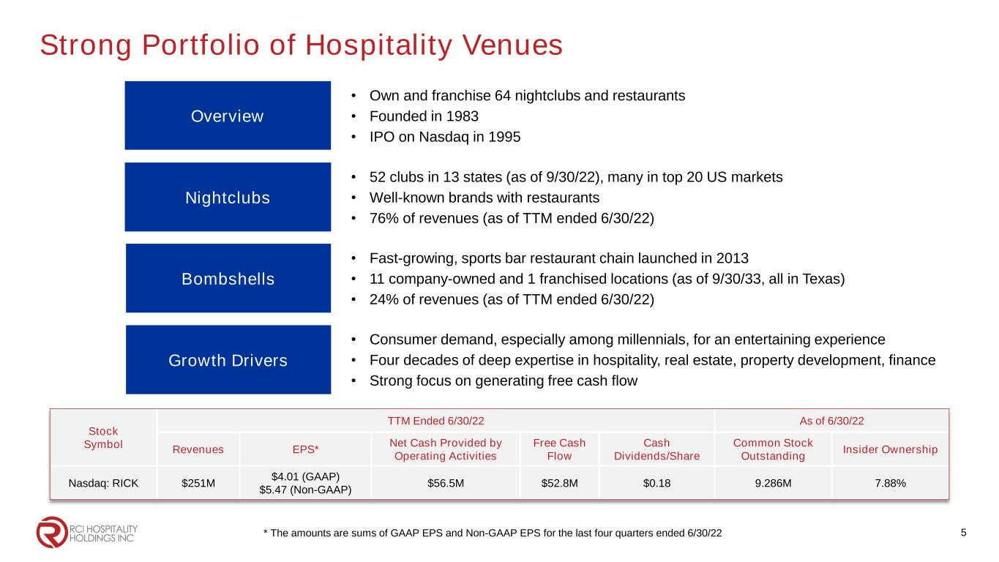 Strong Portfolio of Hospitality Venues
Overview
• Own and franchise 64 nightclubs and restaurants
• Founded in 1983
• IPO on Nasdaq in 1995
Nightclubs
• 52 clubs in 13 states (as of 9/30/22), many in top 20 US markets
• Well-known brands with restaurants
• 76% of revenues (as of TTM ended 6/30/22)
Bombshells
• Fast-growing, sports bar restaurant chain launched in 2013
• 11 company-owned and 1 franchised locations (as of 9/30/33, all in Texas)
• 24% of revenues (as of TTM ended 6/30/22)
Growth Drivers
• Consumer demand, especially among millennials, for an entertaining experience
• Four decades of deep expertise in hospitality, real estate, property development, finance
• Strong focus on generating free cash flow
Stock
Symbol
TTM Ended 6/30/22
As of 6/30/22
Revenues
EPS*
Net Cash Provided by
Operating Activities
Free Cash
Flow
Cash
Dividends/Share
Common Stock
Outstanding
Insider Ownership
Nasdaq: RICK
$251M
$4.01 (GAAP)
$5.47 (Non-GAAP)
$56.5M
$52.8M
$0.18
9.286M
7.88%
RCI HOSPITALITY
HOLDINGS INC
* The amounts are sums of GAAP EPS and Non-GAAP EPS for the last four quarters ended 6/30/22
5